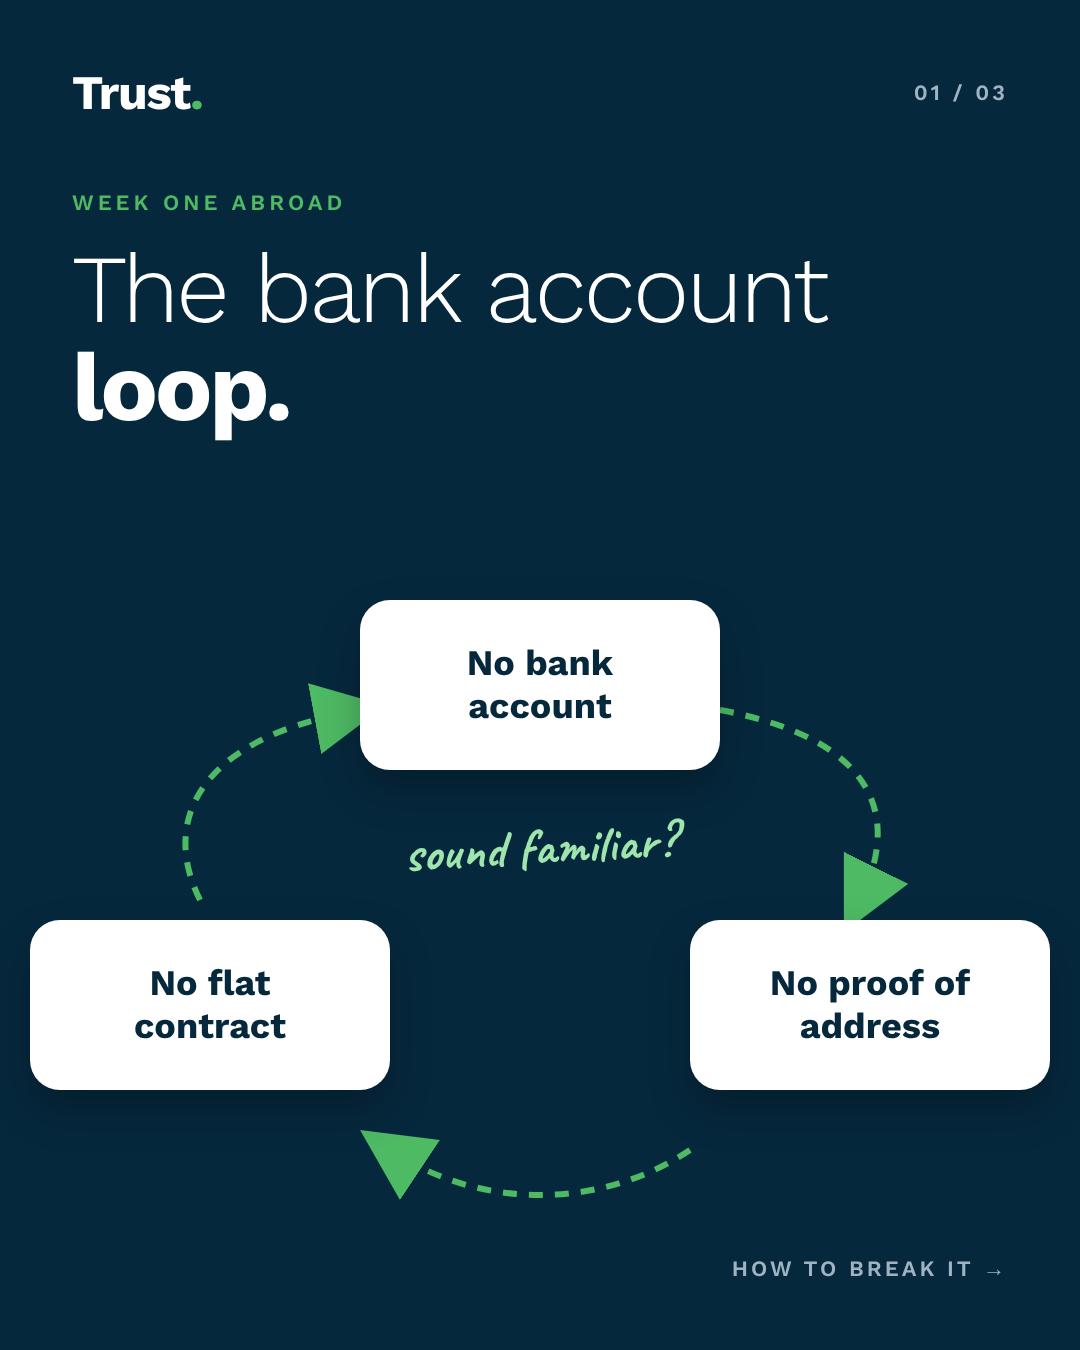 Trust.
01 / 03
WEEK ONE ABROAD
The bank account
loop.
No bank
account
sound familiar?
No flat
contract
No proof of
address
HOW TO BREAK IT →